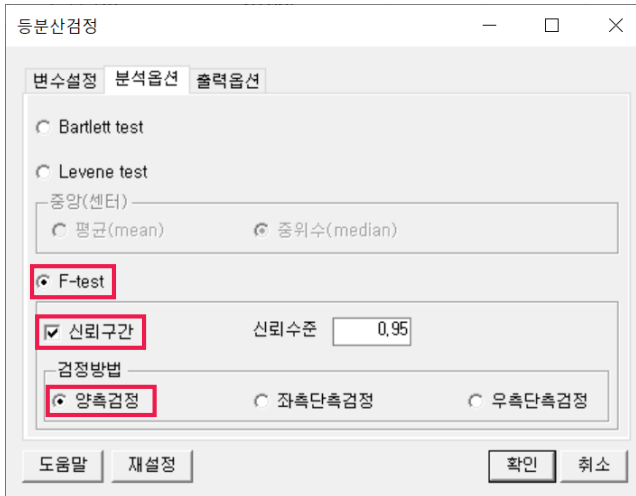 등분산검정
변수설정 분석옵션 출력옵션
Bartlett test
Levene test
중앙(센터)
평균(mean) 중위수(median)
F-test
신뢰구간 신뢰수준 0,95
검정방법
양측검정 좌측단측검정 우측단측검정
도움말 재설정 확인 취소